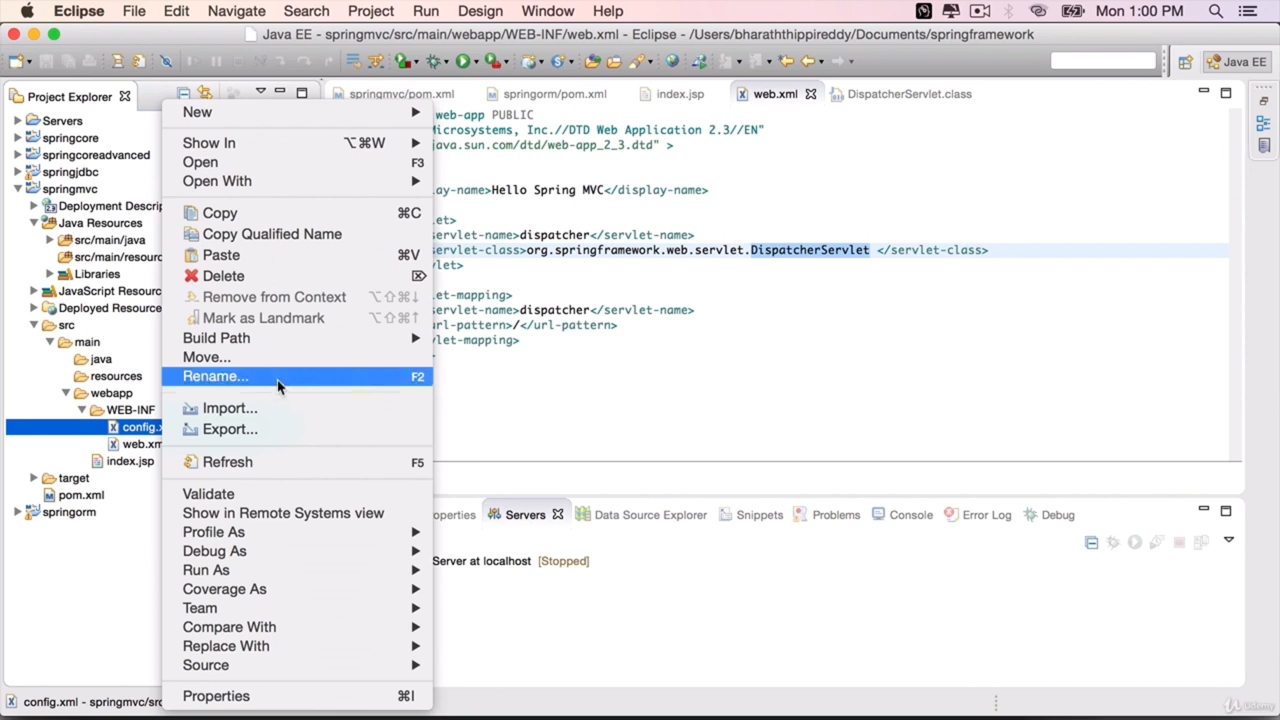 Eclipse File Edit Navigate Search Project Run Design Window Help Mon 1:00 PM
Java EE - springmvc/src/main/webapp/WEB-INF/web.xml - Eclipse - /Users/bharaththippireddy/Documents/springframework
Java EE
Project Explorer
Servers
springcore
springcoreadvanced
springjdbc
springmvc
Deployment Descrip
Java Resources
src/main/java
src/main/resourc
Libraries
JavaScript Resourc
Deployed Resource
src
main
java
resources
webapp
WEB-INF
config.x
web.xm
index.jsp
target
pom.xml
springorm
New
Show In ⌥⌘W
Open F3
Open With
Copy ⌘C
Copy Qualified Name
Paste ⌘V
Delete ⌦
Remove from Context ⌥⇧⌘↓
Mark as Landmark ⌥⇧⌘↑
Build Path
Move...
Rename... F2
Import...
Export...
Refresh F5
Validate
Show in Remote Systems view
Profile As
Debug As
Run As
Coverage As
Team
Compare With
Replace With
Source
Properties ⌘I
springmvc/pom.xml springorm/pom.xml index.jsp web.xml DispatcherServlet.class
web-app PUBLIC
Microsystems, Inc.//DTD Web Application 2.3//EN"
java.sun.com/dtd/web-app_2_3.dtd" >
lay-name>Hello Spring MVC</display-name>
let>
servlet-name>dispatcher</servlet-name>
servlet-class>org.springframework.web.servlet.DispatcherServlet </servlet-class>
vlet>
vlet-mapping>
servlet-name>dispatcher</servlet-name>
url-pattern>/</url-pattern>
vlet-mapping>
operties Servers Data Source Explorer Snippets Problems Console Error Log Debug
Server at localhost [Stopped]
config.xml - springmvc/src
Udemy